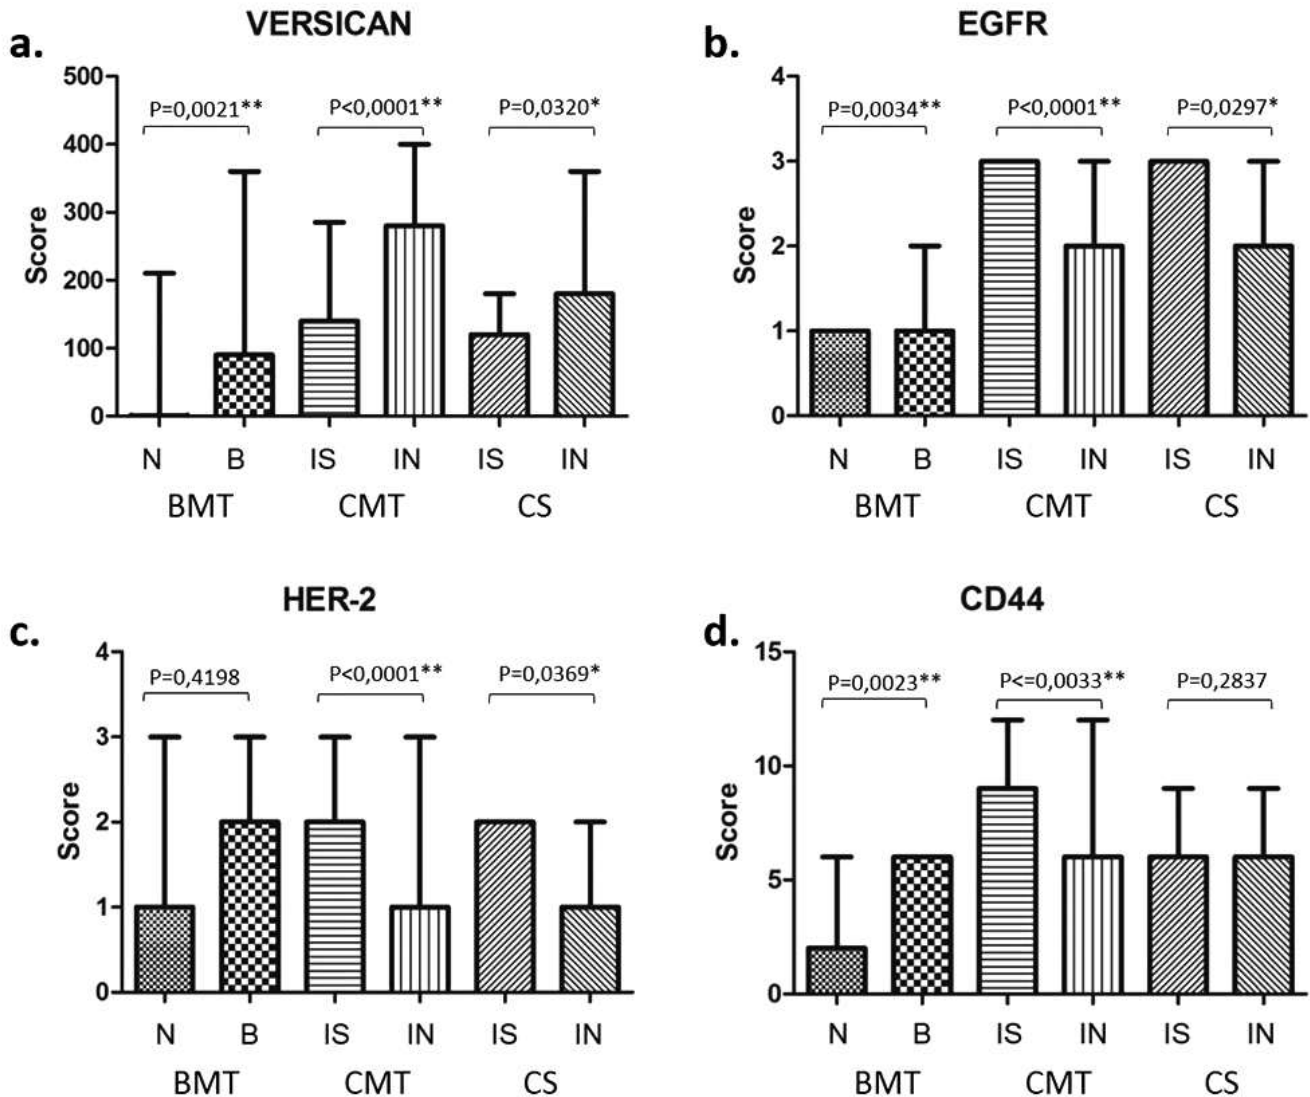 VERSICAN
a.
500
400
300
200
100
0
Score
P=0,0021**
P<0,0001**
P=0,0320*
N B IS IN IS IN
BMT CMT CS
EGFR
b.
4
3
2
1
0
Score
P=0,0034**
P<0,0001**
P=0,0297*
N B IS IN IS IN
BMT CMT CS
HER-2
c.
4
3
2
1
0
Score
P=0,4198
P<0,0001**
P=0,0369*
N B IS IN IS IN
BMT CMT CS
CD44
d.
15
10
5
0
Score
P=0,0023**
P<=0,0033**
P=0,2837
N B IS IN IS IN
BMT CMT CS